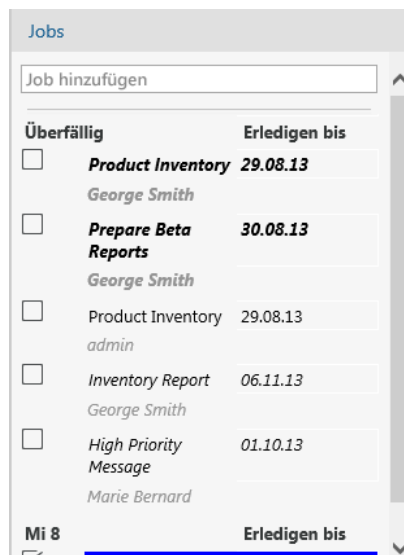 Jobs
Job hinzufügen
Überfällig Erledigen bis
Product Inventory 29.08.13
George Smith
Prepare Beta 30.08.13
Reports
George Smith
Product Inventory 29.08.13
admin
Inventory Report 06.11.13
George Smith
High Priority 01.10.13
Message
Marie Bernard
Mi 8 Erledigen bis